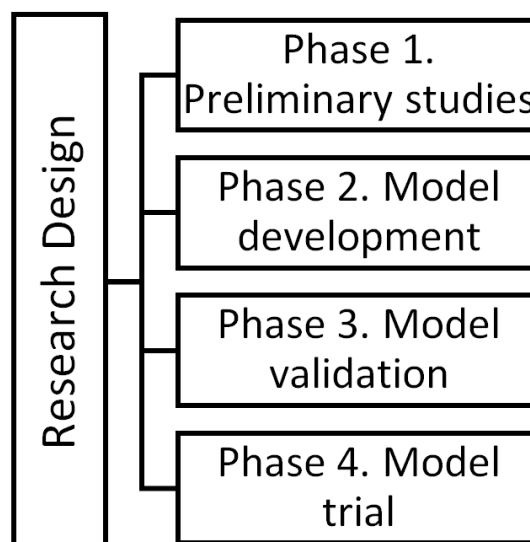 Research Design
Phase 1.
Preliminary studies
Phase 2. Model
development
Phase 3. Model
validation
Phase 4. Model
trial